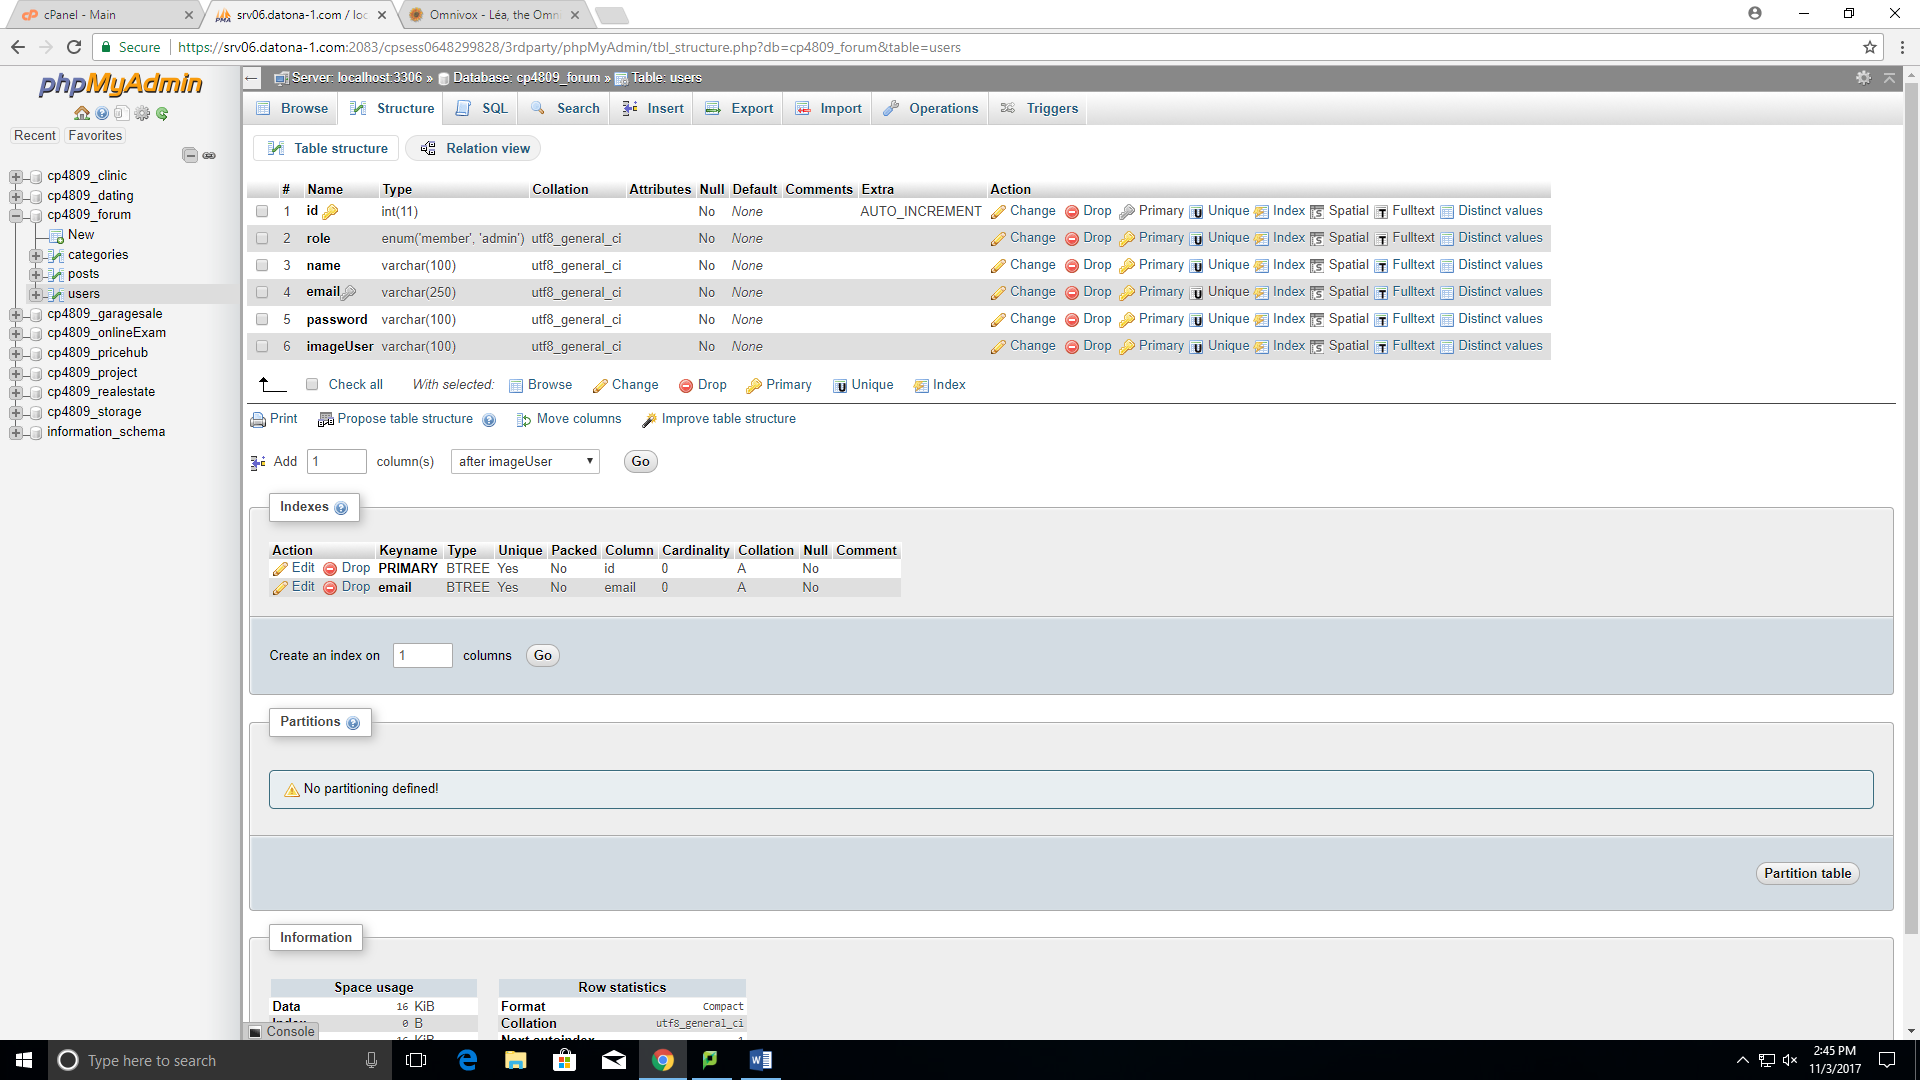 cPanel - Main
srv06.datona-1.com / loc
Omnivox - Léa, the Omn
Secure
https://srv06.datona-1.com:2083/cpsess0648299828/3rdparty/phpMyAdmin/tbl_structure.php?db=cp4809_forum&table=users
phpMyAdmin
Recent Favorites
cp4809_clinic
cp4809_dating
cp4809_forum
New
categories
posts
users
cp4809_garagesale
cp4809_onlineExam
cp4809_pricehub
cp4809_project
cp4809_realestate
cp4809_storage
information_schema
Server: localhost:3306 » Database: cp4809_forum » Table: users
Browse Structure SQL Search Insert Export Import Operations Triggers
Table structure Relation view
# Name Type Collation Attributes Null Default Comments Extra Action
1 id int(11) No None AUTO_INCREMENT Change Drop Primary Unique Index Spatial Fulltext Distinct values
2 role enum('member', 'admin') utf8_general_ci No None Change Drop Primary Unique Index Spatial Fulltext Distinct values
3 name varchar(100) utf8_general_ci No None Change Drop Primary Unique Index Spatial Fulltext Distinct values
4 email varchar(250) utf8_general_ci No None Change Drop Primary Unique Index Spatial Fulltext Distinct values
5 password varchar(100) utf8_general_ci No None Change Drop Primary Unique Index Spatial Fulltext Distinct values
6 imageUser varchar(100) utf8_general_ci No None Change Drop Primary Unique Index Spatial Fulltext Distinct values
Check all With selected: Browse Change Drop Primary Unique Index
Print Propose table structure Move columns Improve table structure
Add 1 column(s) after imageUser Go
Indexes
Action Keyname Type Unique Packed Column Cardinality Collation Null Comment
Edit Drop PRIMARY BTREE Yes No id 0 A No
Edit Drop email BTREE Yes No email 0 A No
Create an index on 1 columns Go
Partitions
No partitioning defined!
Partition table
Information
Space usage
Data 16 KiB
Index 0 B
16 KiB
Row statistics
Format Compact
Collation utf8_general_ci
Next autoindex 1
Console
Type here to search
2:45 PM
11/3/2017